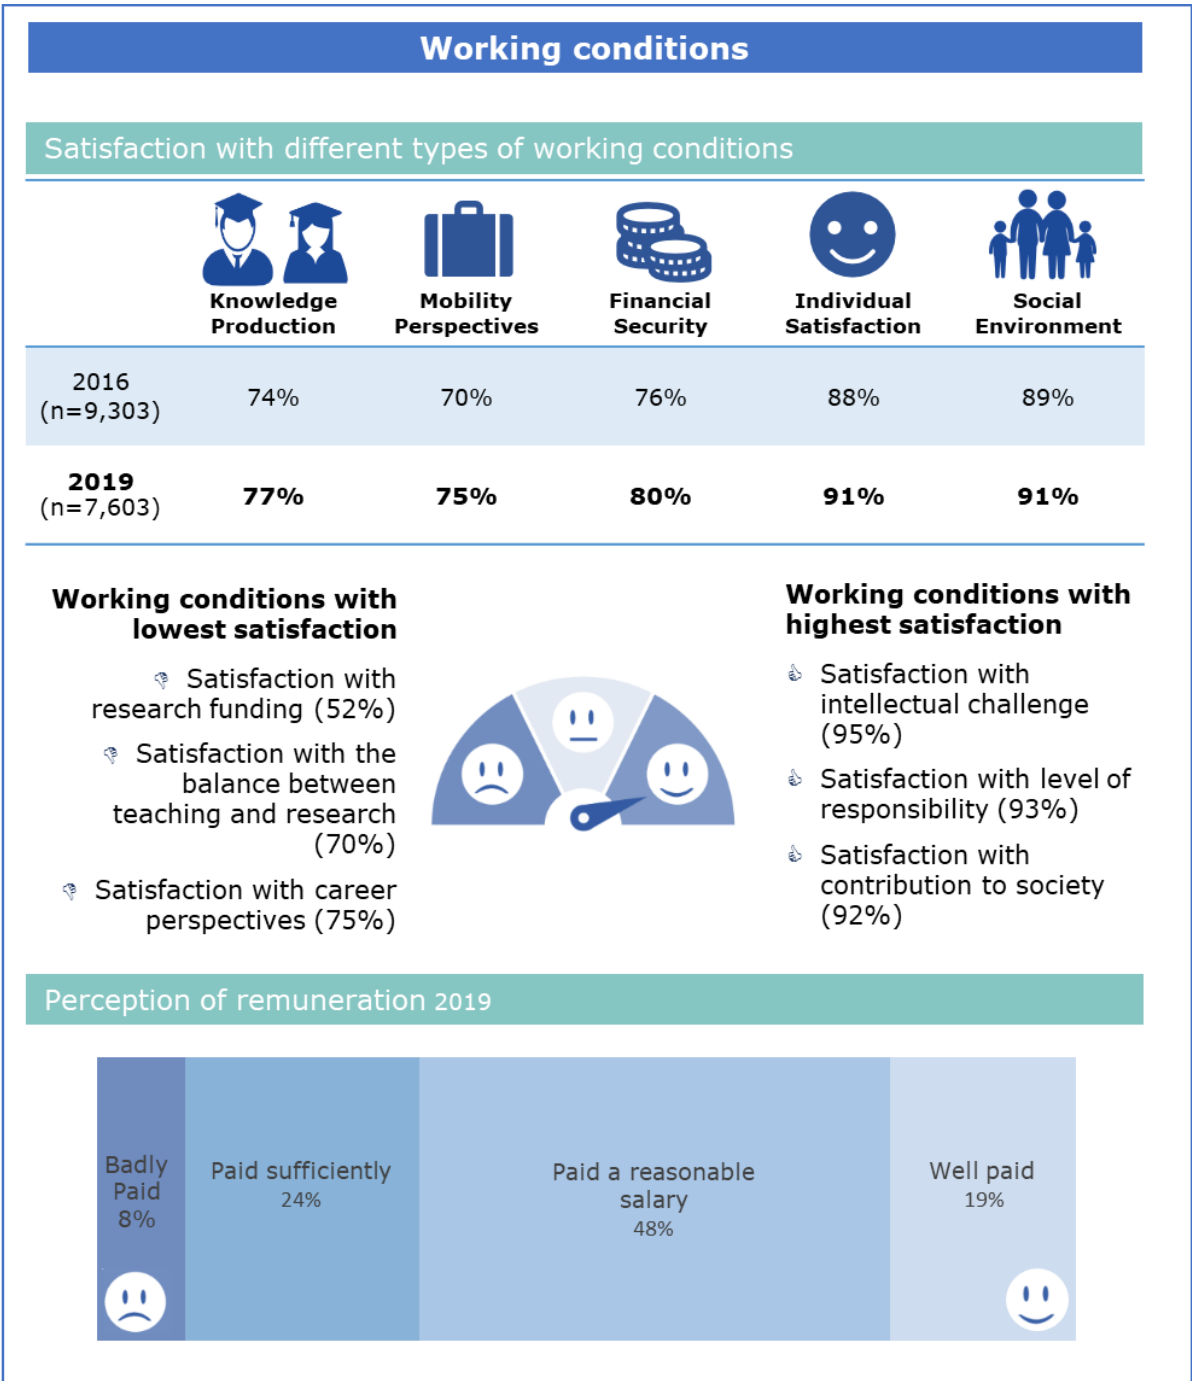 Working conditions
Satisfaction with different types of working conditions
Knowledge
Production
Mobility
Perspectives
Financial
Security
Individual
Satisfaction
Social
Environment
2016
(n=9,303)
74%
70%
76%
88%
89%
2019
(n=7,603)
77%
75%
80%
91%
91%
Working conditions with
lowest satisfaction
Satisfaction with
research funding (52%)
Satisfaction with the
balance between
teaching and research
(70%)
Satisfaction with career
perspectives (75%)
Working conditions with
highest satisfaction
Satisfaction with
intellectual challenge
(95%)
Satisfaction with level of
responsibility (93%)
Satisfaction with
contribution to society
(92%)
Perception of remuneration 2019
Badly
Paid
8%
Paid sufficiently
24%
Paid a reasonable
salary
48%
Well paid
19%